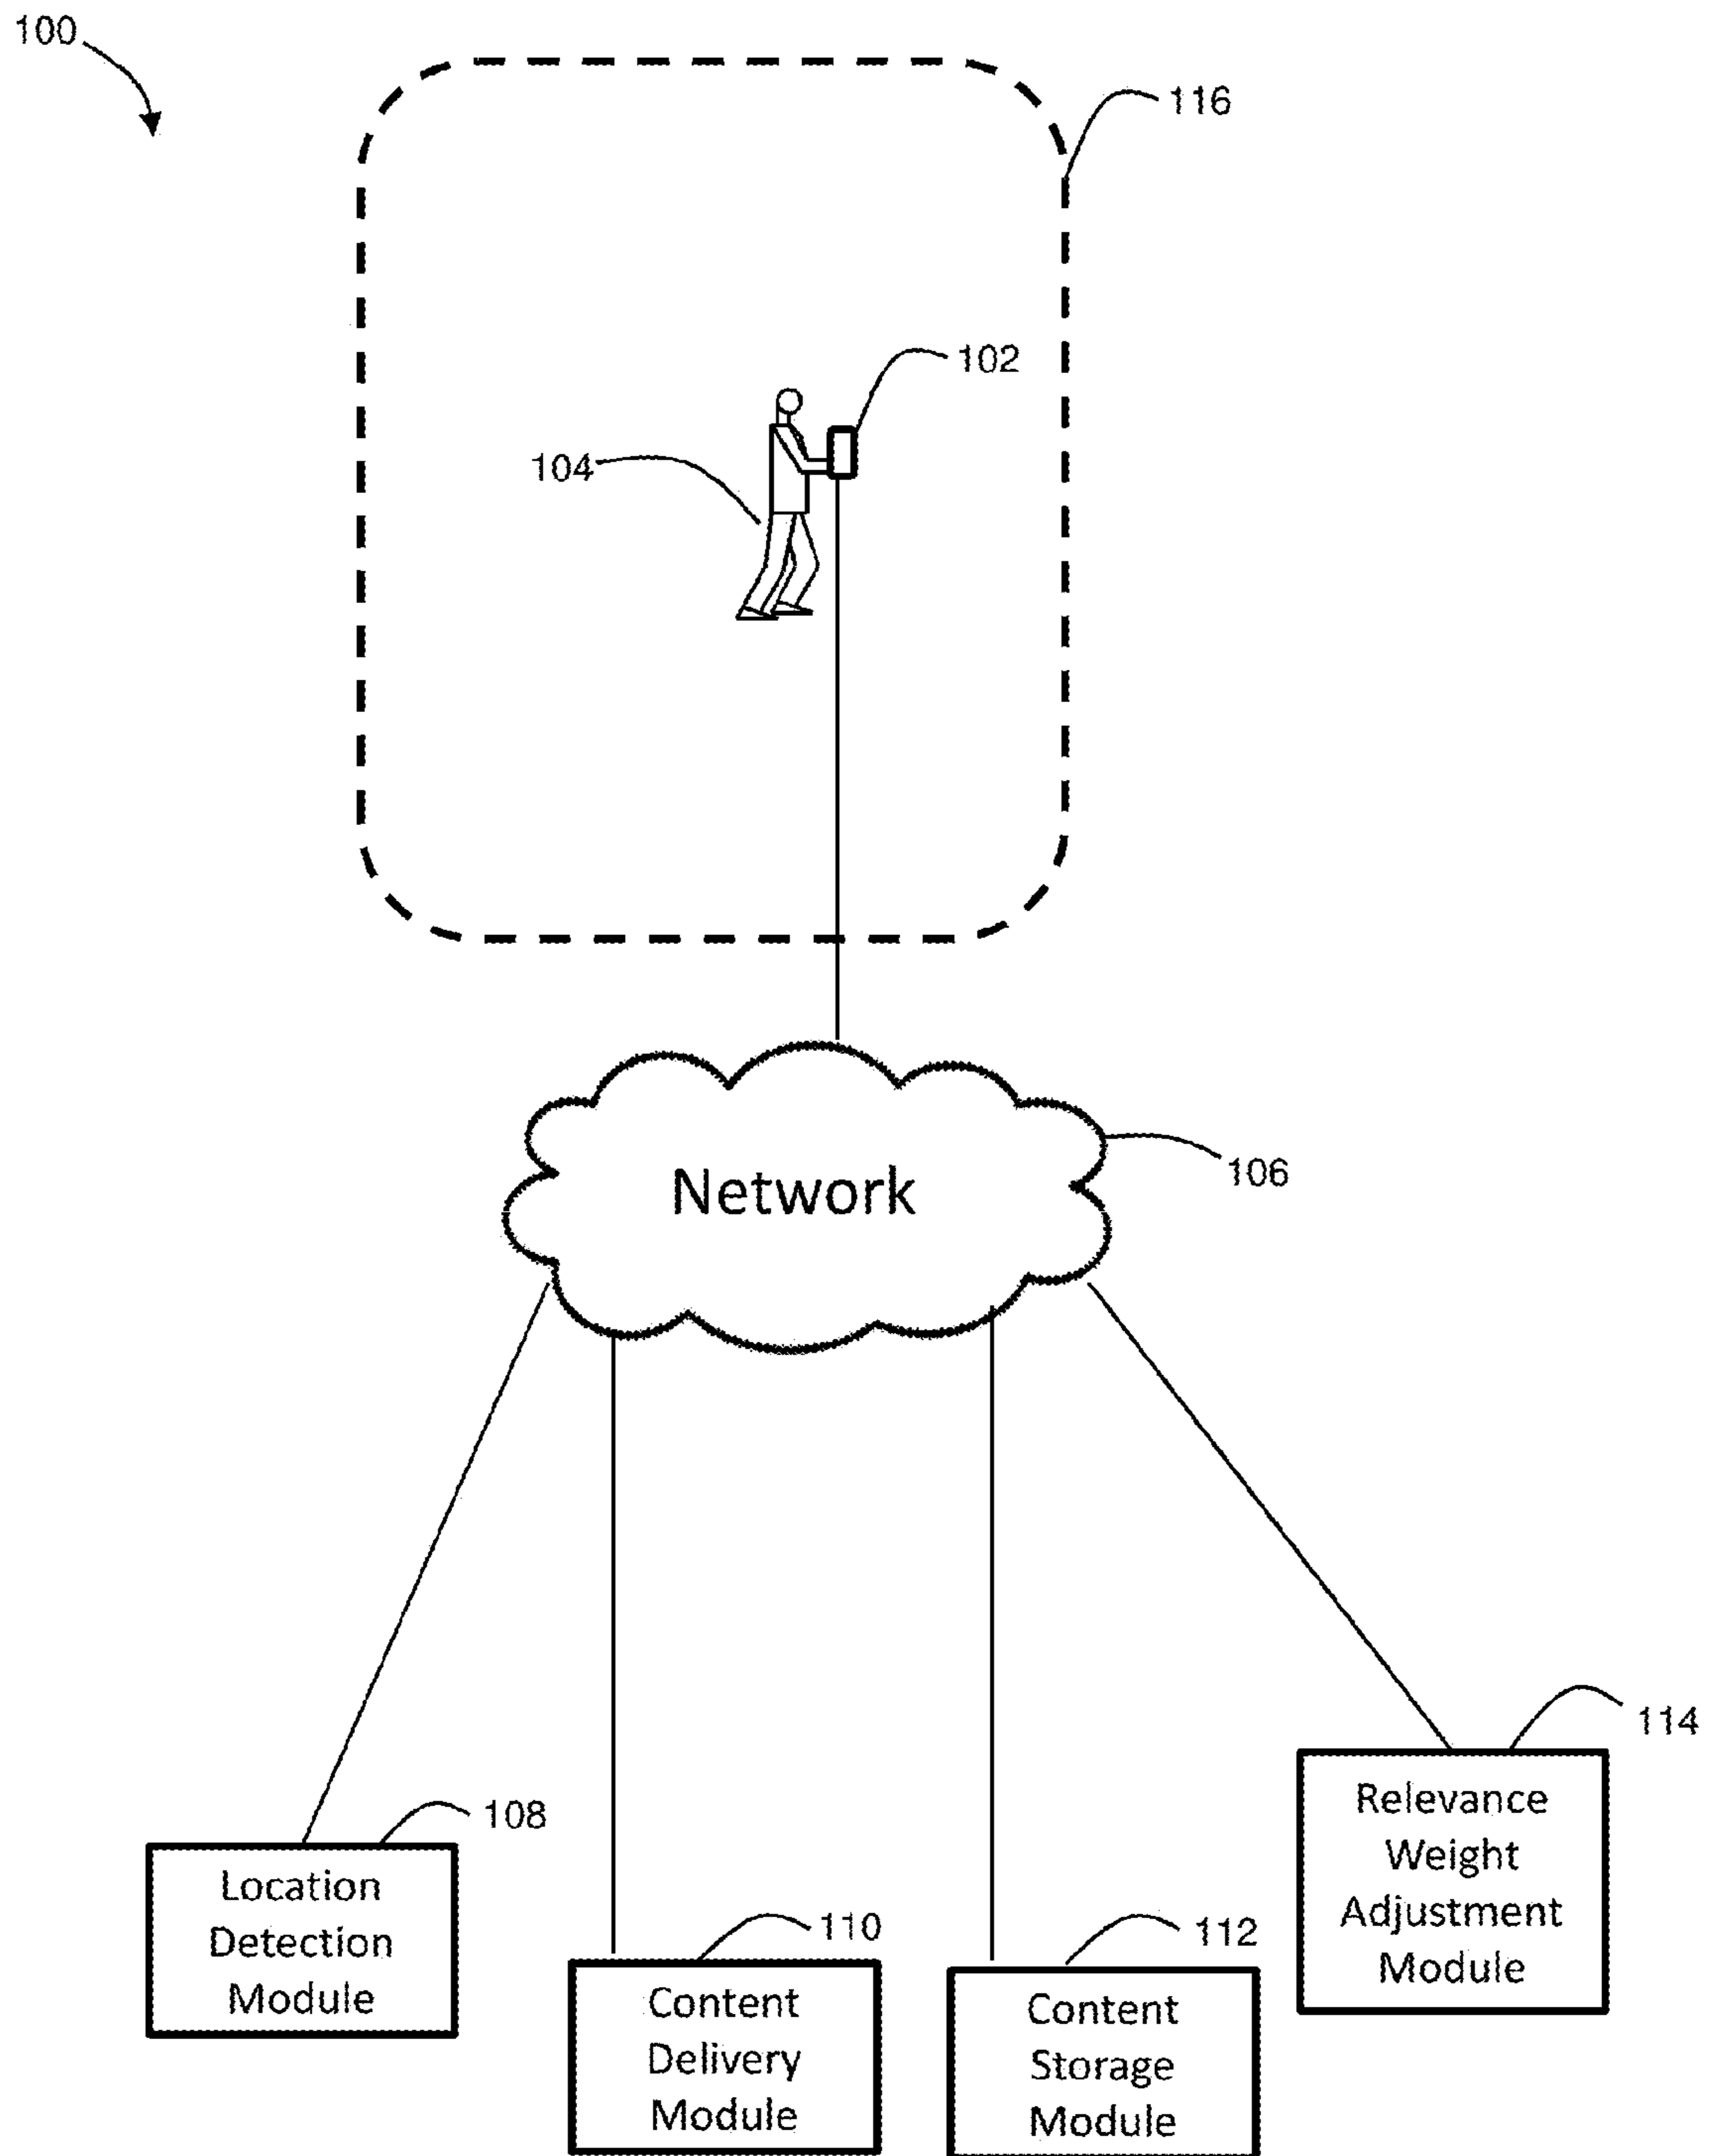 100
116
102
104
Network
106
114
Relevance
Weight
Adjustment
Module
108
Location
Detection
Module
110
Content
Delivery
Module
112
Content
Storage
Module